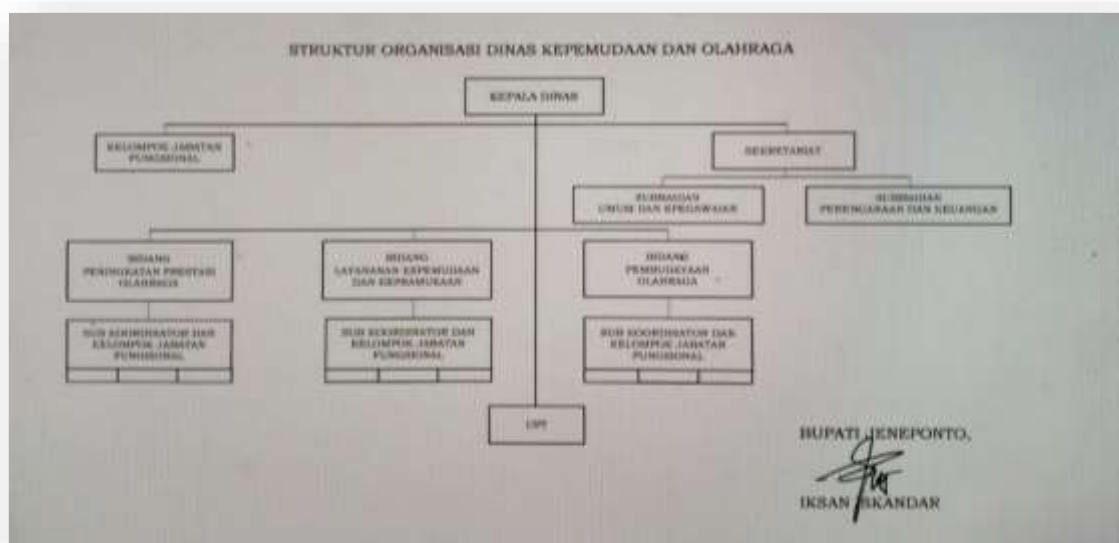 STRUKTUR ORGANISASI DINAS KEPEMUDAAN DAN OLAHRAGA
KEPALA DINAS
KELOMPOK JABATAN
FUNGSIONAL
SEKRETARIAT
SUBBAGIAN
UMUM DAN KPEGAWAIAN
SUBBAGIAN
PERENCANAAN DAN KEUANGAN
BIDANG
PENINGKATAN PRESTASI
OLAHRAGA
BIDANG
LAYANANAN KEPEMUDAAN
DAN KEPRAMUKAAN
BIDANG
PEMBUDAYAAN
OLAHRAGA
SUB KOORDINATOR DAN
KELOMPOK JABATAN
FUNGSIONAL
SUB KOORDINATOR DAN
KELOMPOK JABATAN
FUNGSIONAL
SUB KOORDINATOR DAN
KELOMPOK JABATAN
FUNGSIONAL
UPT
BUPATI JENEPONTO,
IKSAN ISKANDAR